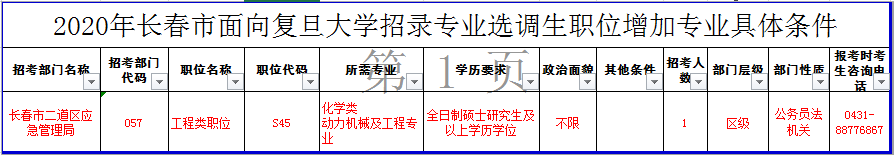 2020年长春市面向复旦大学招录专业选调生职位增加专业具体条件
第 1 页
招考部门名称
招考部门
代码
职位名称
职位代码
所需专业
学历要求
政治面貌
其他条件
招考人
数
部门层级
部门性质
报考时考
生咨询电
话
长春市二道区应
急管理局
057
工程类职位
S45
化学类
动力机械及工程专
业
全日制硕士研究生及
以上学历学位
不限
1
区级
公务员法
机关
0431-
88776867